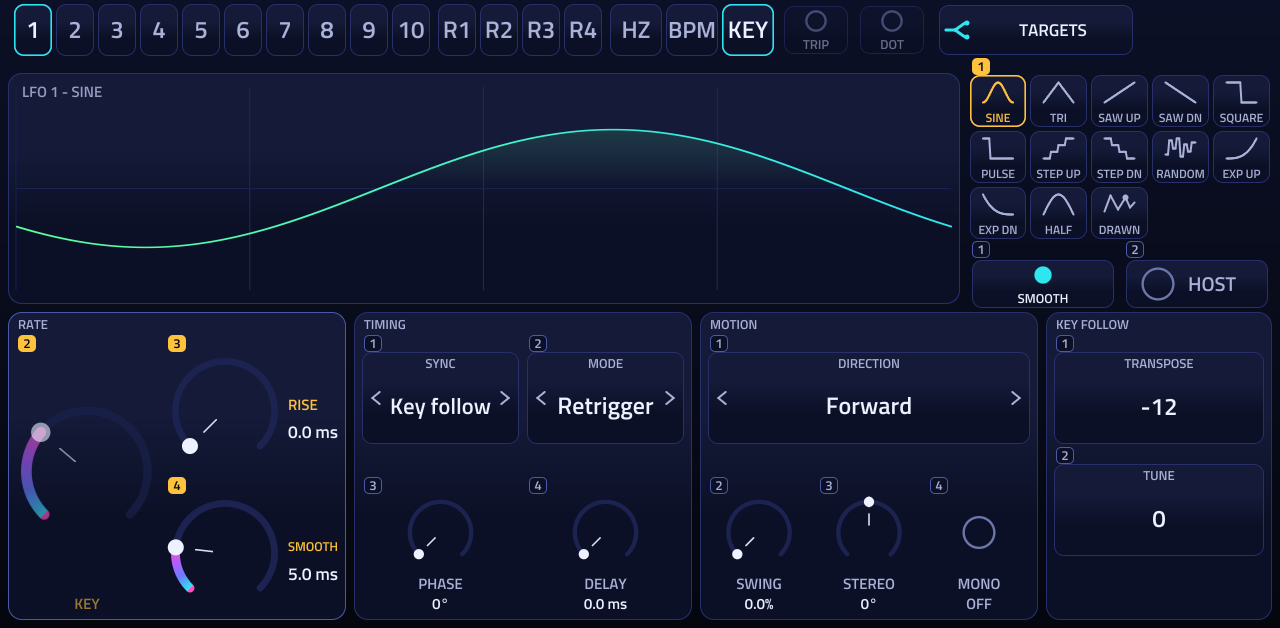 1 2 3 4 5 6 7 8 9 10 R1 R2 R3 R4 HZ BPM KEY TRIP DOT TARGETS
LFO 1 - SINE
1
SINE TRI SAW UP SAW DN SQUARE
PULSE STEP UP STEP DN RANDOM EXP UP
EXP DN HALF DRAWN
1 2
SMOOTH HOST
RATE
2 3
RISE
0.0 ms
4
SMOOTH
5.0 ms
KEY
TIMING
1 2
SYNC MODE
Key follow Retrigger
3 4
PHASE DELAY
0° 0.0 ms
MOTION
1
DIRECTION
Forward
2 3 4
SWING STEREO MONO
0.0% 0° OFF
KEY FOLLOW
1
TRANSPOSE
-12
2
TUNE
0